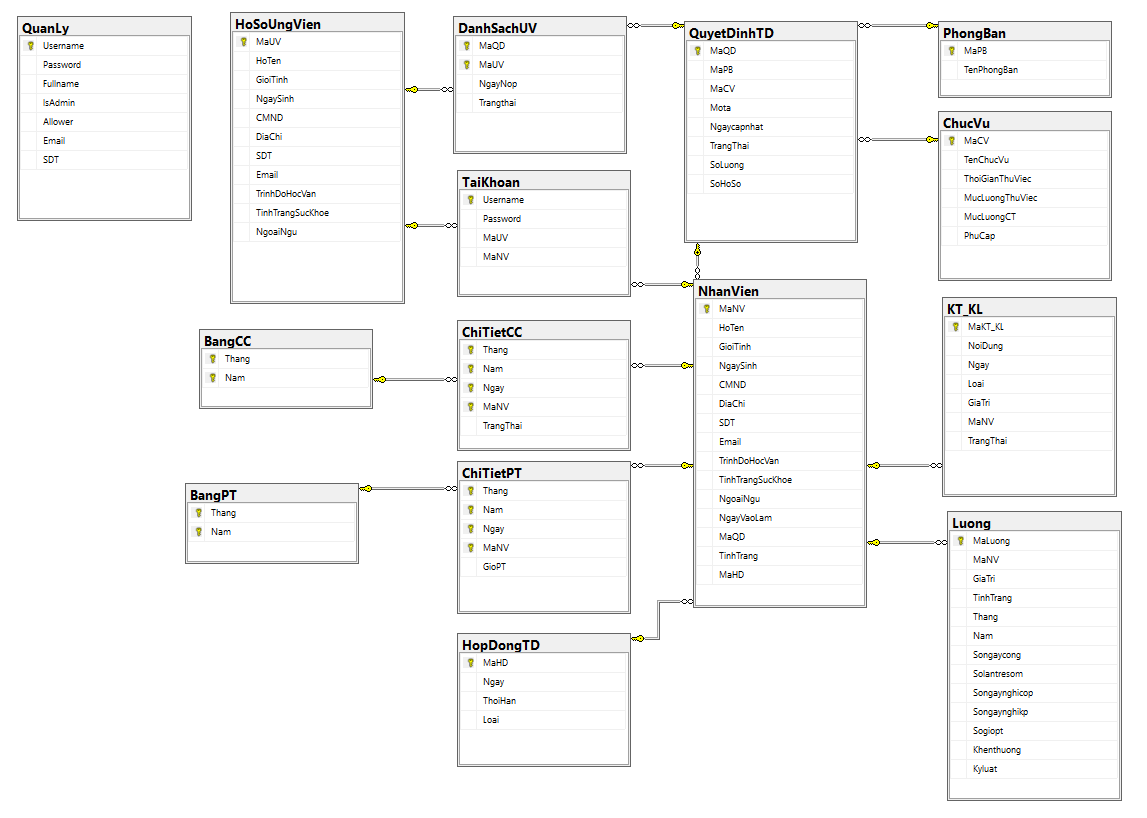 QuanLy
Username
Password
Fullname
IsAdmin
Allower
Email
SDT
HoSoUngVien
MaUV
HoTen
GioiTinh
NgaySinh
CMND
DiaChi
SDT
Email
TrinhDoHocVan
TinhTrangSucKhoe
NgoaiNgu
DanhSachUV
MaQD
MaUV
NgayNop
Trangthai
QuyetDinhTD
MaQD
MaPB
MaCV
Mota
Ngaycapnhat
TrangThai
SoLuong
SoHoSo
PhongBan
MaPB
TenPhongBan
ChucVu
MaCV
TenChucVu
ThoiGianThuViec
MucLuongThuViec
MucLuongCT
PhuCap
TaiKhoan
Username
Password
MaUV
MaNV
NhanVien
MaNV
HoTen
GioiTinh
NgaySinh
CMND
DiaChi
SDT
Email
TrinhDoHocVan
TinhTrangSucKhoe
NgoaiNgu
NgayVaoLam
MaQD
TinhTrang
MaHD
KT_KL
MaKT_KL
NoiDung
Ngay
Loai
GiaTri
MaNV
TrangThai
BangCC
Thang
Nam
ChiTietCC
Thang
Nam
Ngay
MaNV
TrangThai
BangPT
Thang
Nam
ChiTietPT
Thang
Nam
Ngay
MaNV
GioPT
HopDongTD
MaHD
Ngay
ThoiHan
Loai
Luong
MaLuong
MaNV
GiaTri
TinhTrang
Thang
Nam
Songaycong
Solantresom
Songaynghicop
Songaynghikp
Sogiopt
Khenthuong
Kyluat